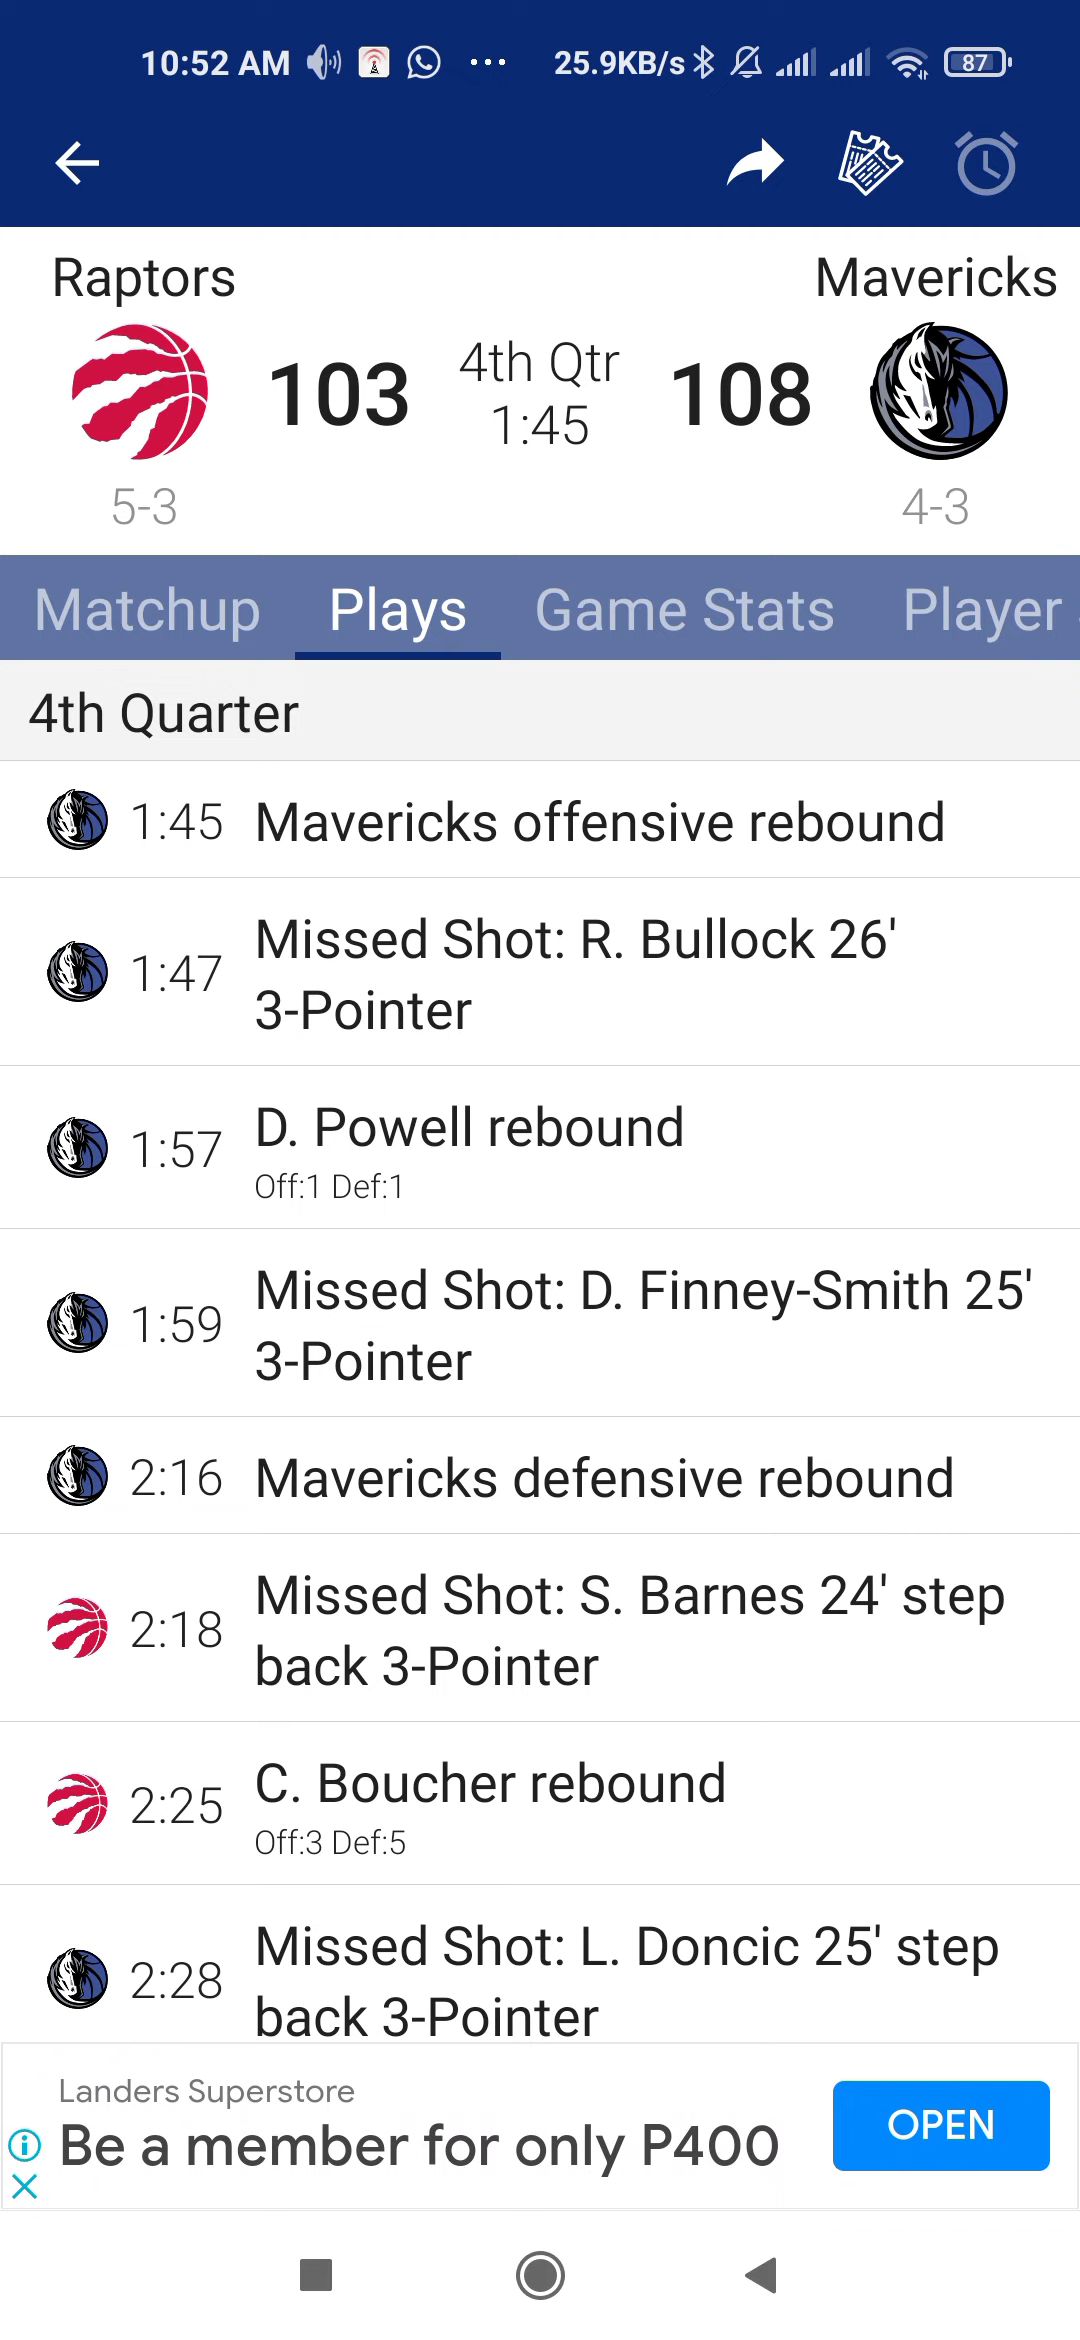 10:52 AM ... 25.9KB/s 87
Raptors Mavericks
103 4th Qtr 108
1:45
5-3 4-3
Matchup Plays Game Stats Player
4th Quarter
1:45 Mavericks offensive rebound
1:47 Missed Shot: R. Bullock 26'
3-Pointer
1:57 D. Powell rebound
Off:1 Def:1
1:59 Missed Shot: D. Finney-Smith 25'
3-Pointer
2:16 Mavericks defensive rebound
2:18 Missed Shot: S. Barnes 24' step
back 3-Pointer
2:25 C. Boucher rebound
Off:3 Def:5
2:28 Missed Shot: L. Doncic 25' step
back 3-Pointer
Landers Superstore
Be a member for only P400
OPEN